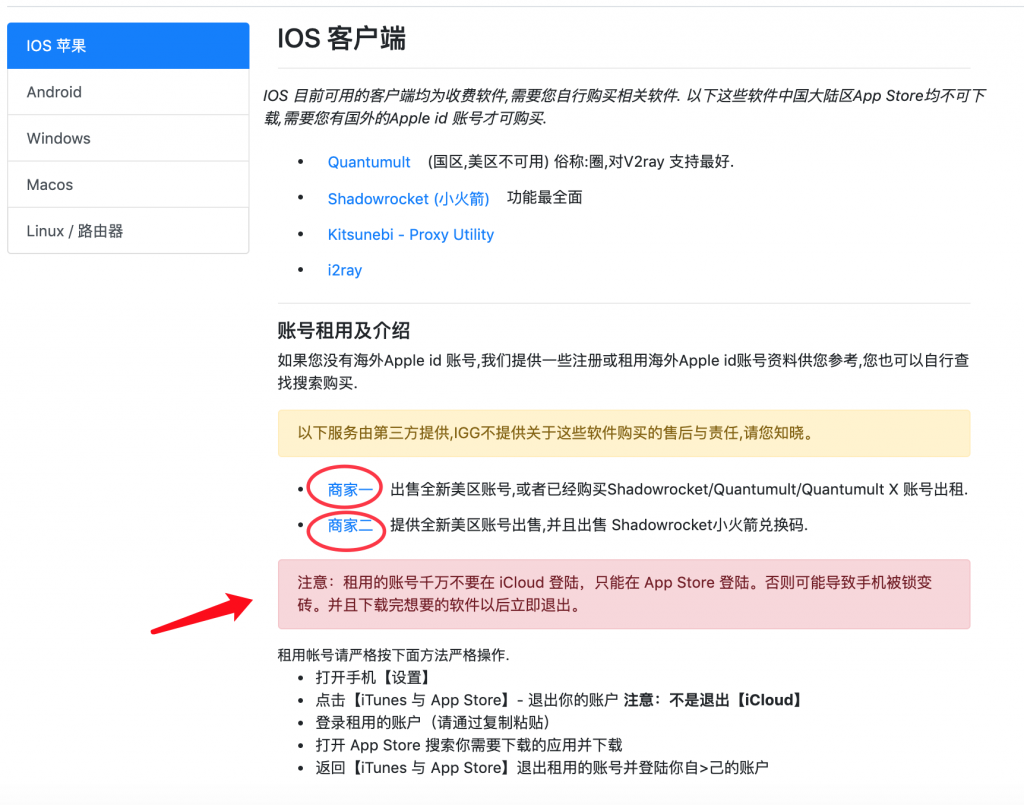 IOS 苹果
Android
Windows
Macos
Linux / 路由器
IOS 客户端
IOS 目前可用的客户端均为收费软件,需要您自行购买相关软件. 以下这些软件中国大陆区App Store均不可下
载,需要您有国外的Apple id 账号才可购买.
• Quantumult (国区,美区不可用) 俗称:圈,对V2ray 支持最好.
• Shadowrocket (小火箭) 功能最全面
• Kitsunebi - Proxy Utility
• i2ray
账号租用及介绍
如果您没有海外Apple id 账号,我们提供一些注册或租用海外Apple id账号资料供您参考,您也可以自行查
找搜索购买.
以下服务由第三方提供,IGG不提供关于这些软件购买的售后与责任,请您知晓。
• 商家一 出售全新美区账号,或者已经购买Shadowrocket/Quantumult/Quantumult X 账号出租.
• 商家二 提供全新美区账号出售,并且出售 Shadowrocket小火箭兑换码.
注意：租用的账号千万不要在 iCloud 登陆，只能在 App Store 登陆。否则可能导致手机被锁变
砖。并且下载完想要的软件以后立即退出。
租用帐号请严格按下面方法严格操作.
• 打开手机【设置】
• 点击【iTunes 与 App Store】- 退出你的账户 注意：不是退出【iCloud】
• 登录租用的账户（请通过复制粘贴）
• 打开 App Store 搜索你需要下载的应用并下载
• 返回【iTunes 与 App Store】退出租用的账号并登陆你自>己的账户